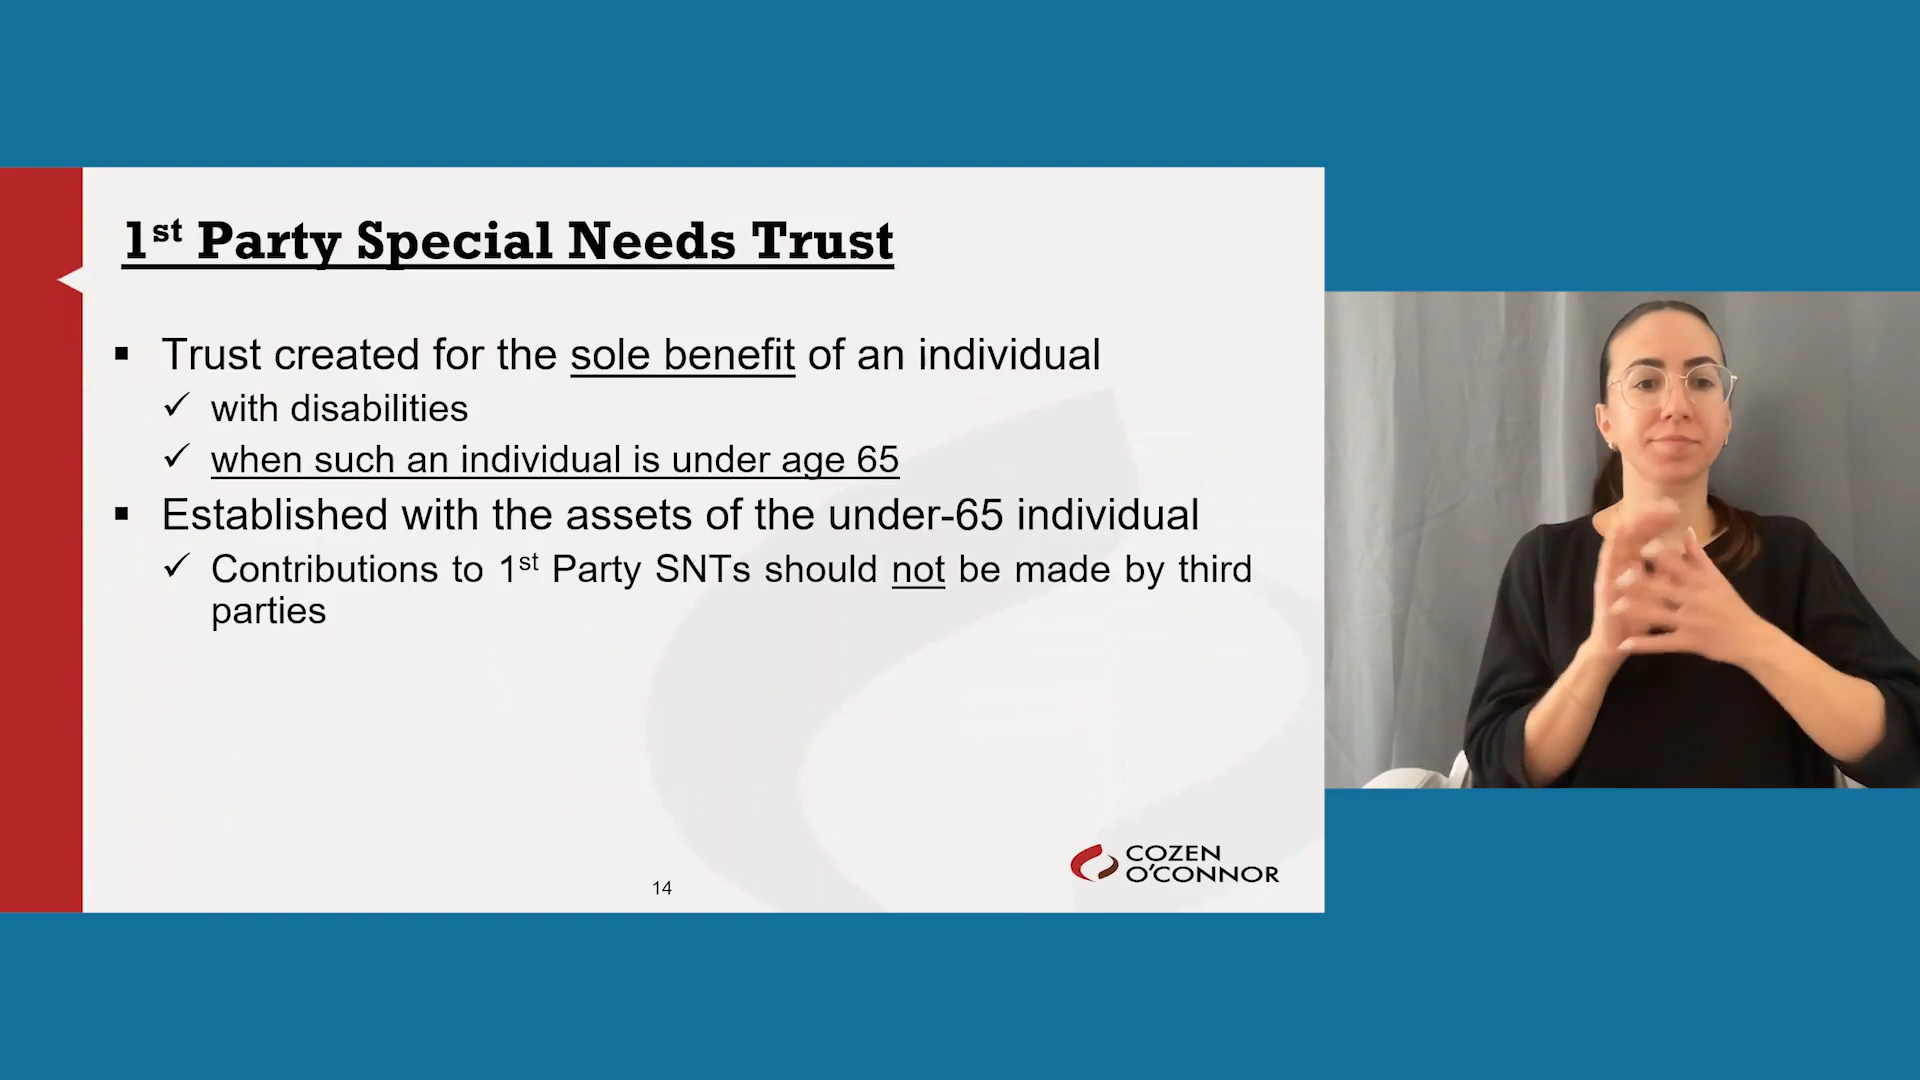 1st Party Special Needs Trust
▪ Trust created for the sole benefit of an individual
✓ with disabilities
✓ when such an individual is under age 65
▪ Established with the assets of the under-65 individual
✓ Contributions to 1st Party SNTs should not be made by third
parties
COZEN
O'CONNOR
14